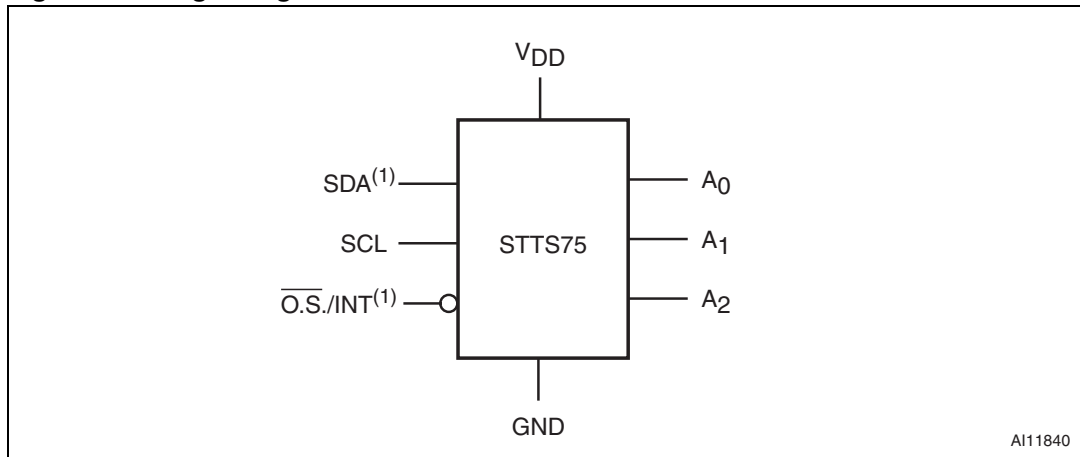 VDD
SDA(1)
A0
SCL
STTS75
A1
O.S./INT(1)
A2
GND
AI11840